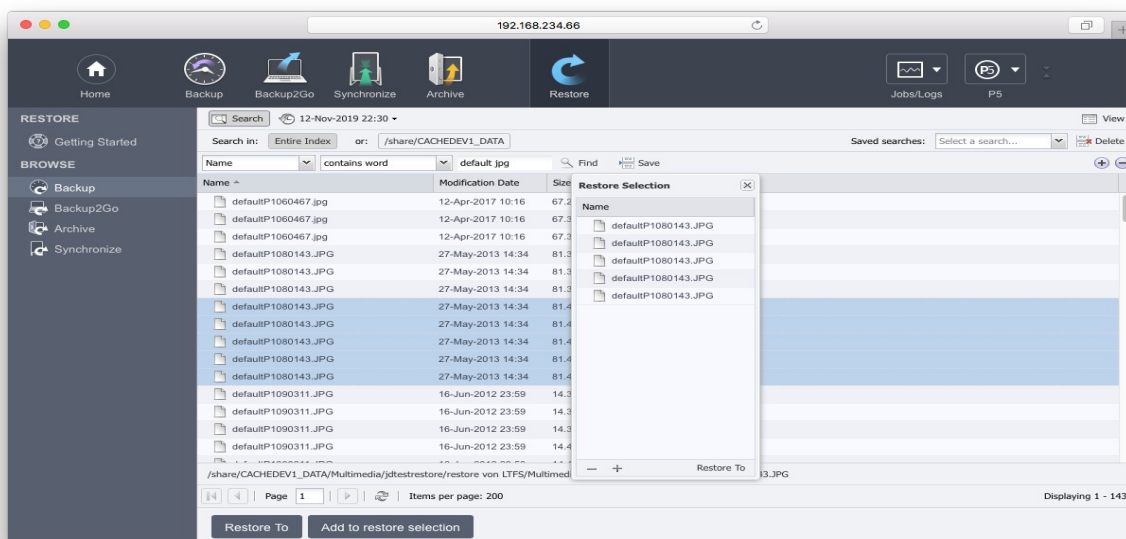 192.168.234.66
Home
Backup
Backup2Go
Synchronize
Archive
Restore
Jobs/Logs
P5
P5
RESTORE
Getting Started
BROWSE
Backup
Backup2Go
Archive
Synchronize
Search 12-Nov-2019 22:30
View
Search in: Entire Index or: /share/CACHEDEV1_DATA
Saved searches: Select a search... Delete
Name contains word default jpg Find Save
Name Modification Date Size
defaultP1060467.jpg 12-Apr-2017 10:16 67.2
defaultP1060467.jpg 12-Apr-2017 10:16 67.3
defaultP1060467.jpg 12-Apr-2017 10:16 67.3
defaultP1080143.JPG 27-May-2013 14:34 81.3
defaultP1080143.JPG 27-May-2013 14:34 81.3
defaultP1080143.JPG 27-May-2013 14:34 81.3
defaultP1080143.JPG 27-May-2013 14:34 81.4
defaultP1080143.JPG 27-May-2013 14:34 81.4
defaultP1080143.JPG 27-May-2013 14:34 81.4
defaultP1080143.JPG 27-May-2013 14:34 81.4
defaultP1080143.JPG 27-May-2013 14:34 81.4
defaultP1090311.JPG 16-Jun-2012 23:59 14.3
defaultP1090311.JPG 16-Jun-2012 23:59 14.3
defaultP1090311.JPG 16-Jun-2012 23:59 14.3
defaultP1090311.JPG 16-Jun-2012 23:59 14.4
Restore Selection
Name
defaultP1080143.JPG
defaultP1080143.JPG
defaultP1080143.JPG
defaultP1080143.JPG
defaultP1080143.JPG
Restore To
/share/CACHEDEV1_DATA/Multimedia/jdtestrestore/restore von LTFS/Multimedi
3.JPG
Page 1 Items per page: 200
Displaying 1 - 143
Restore To
Add to restore selection